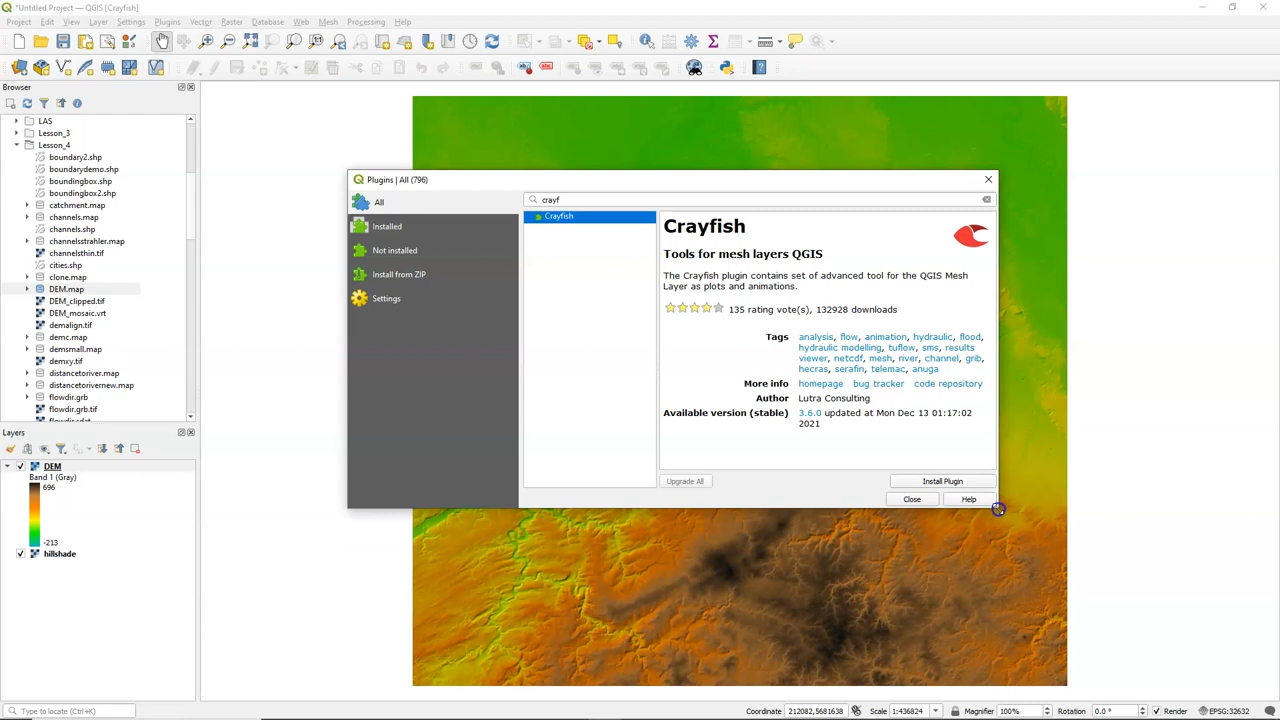 *Untitled Project — QGIS [Crayfish]
Project Edit View Layer Settings Plugins Vector Raster Database Web Mesh Processing Help
Browser
LAS
Lesson_3
Lesson_4
boundary2.shp
boundarydemo.shp
boundingbox.shp
boundingbox2.shp
catchment.map
channels.map
channels.shp
channelsstrahler.map
channelsthin.tif
cities.shp
clone.map
DEM.map
DEM_clipped.tif
DEM_mosaic.vrt
demalign.tif
demc.map
demsmall.map
demxy.tif
distancetoriver.map
distancetorivernew.map
flowdir.grb
flowdir.grb.tif
flowdir.sdat
Layers
DEM
Band 1 (Gray)
696
-213
hillshade
Plugins | All (796)
All
Installed
Not installed
Install from ZIP
Settings
crayf
Crayfish
Crayfish
Tools for mesh layers QGIS
The Crayfish plugin contains set of advanced tool for the QGIS Mesh
Layer as plots and animations.
135 rating vote(s), 132928 downloads
Tags analysis, flow, animation, hydraulic, flood,
hydraulic modelling, tuflow, sms, results
viewer, netcdf, mesh, river, channel, grib,
hecras, serafin, telemac, anuga
More info homepage bug tracker code repository
Author Lutra Consulting
Available version (stable) 3.6.0 updated at Mon Dec 13 01:17:02
2021
Upgrade All Install Plugin
Close Help
Type to locate (Ctrl+K) Coordinate 212082,5681638 Scale 1:436824 Magnifier 100% Rotation 0.0 ° Render EPSG:32632